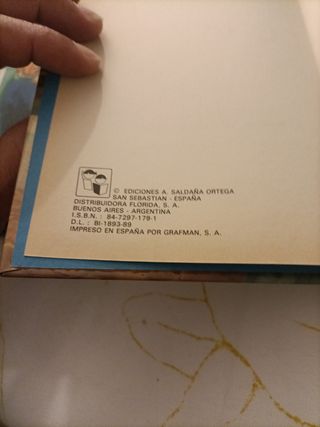 © EDICIONES A. SALDAÑA ORTEGA
SAN SEBASTIAN - ESPAÑA
DISTRIBUIDORA FLORIDA, S. A.
BUENOS AIRES - ARGENTINA
I.S.B.N. : 84-7297-179-1
D.L. : BI-1893-89
IMPRESO EN ESPAÑA POR GRAFMAN, S. A.